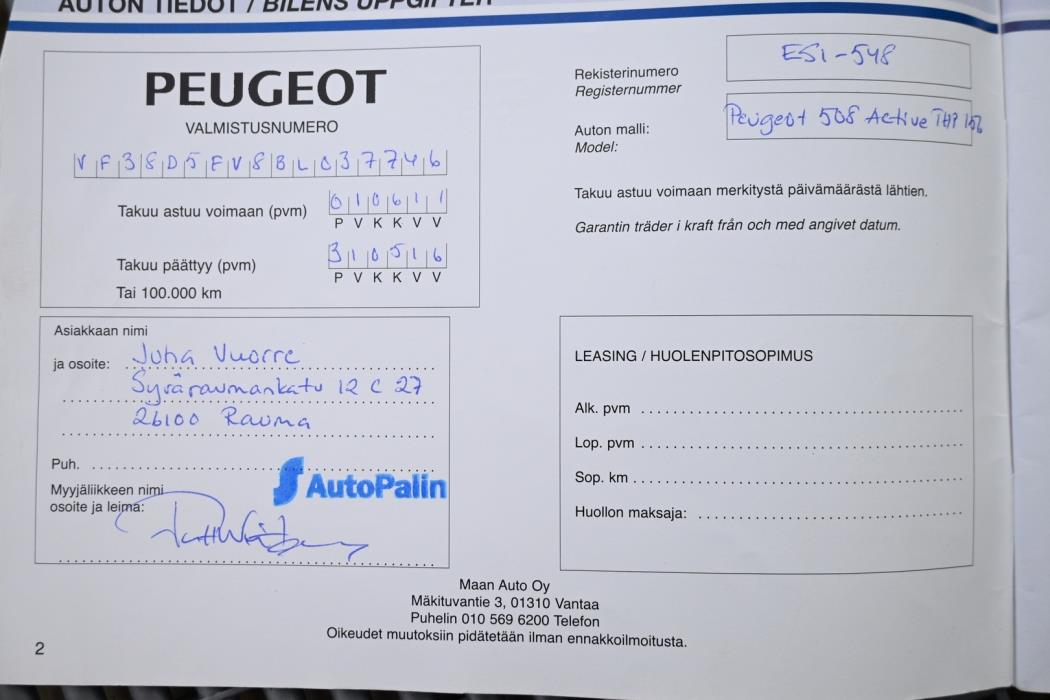 AUTON TIEDOT / BILENS UPPGIFTER
PEUGEOT
VALMISTUSNUMERO
VF38D5FV8BLC37746
Takuu astuu voimaan (pvm) 010611
P V K K V V
Takuu päättyy (pvm) 310516
P V K K V V
Tai 100.000 km
Rekisterinumero
Registernummer
ESI-548
Auton malli:
Model:
Peugeot 508 Active THP 156
Takuu astuu voimaan merkitystä päivämäärästä lähtien.
Garantin träder i kraft från och med angivet datum.
Asiakkaan nimi
ja osoite: Juha Vuorre
Syväraumankatu 12 C 27
26100 Rauma
Puh.
Myyjäliikkeen nimi
osoite ja leima:
AutoPalin
LEASING / HUOLENPITOSOPIMUS
Alk. pvm
Lop. pvm
Sop. km
Huollon maksaja:
Maan Auto Oy
Mäkituvantie 3, 01310 Vantaa
Puhelin 010 569 6200 Telefon
Oikeudet muutoksiin pidätetään ilman ennakkoilmoitusta.
2